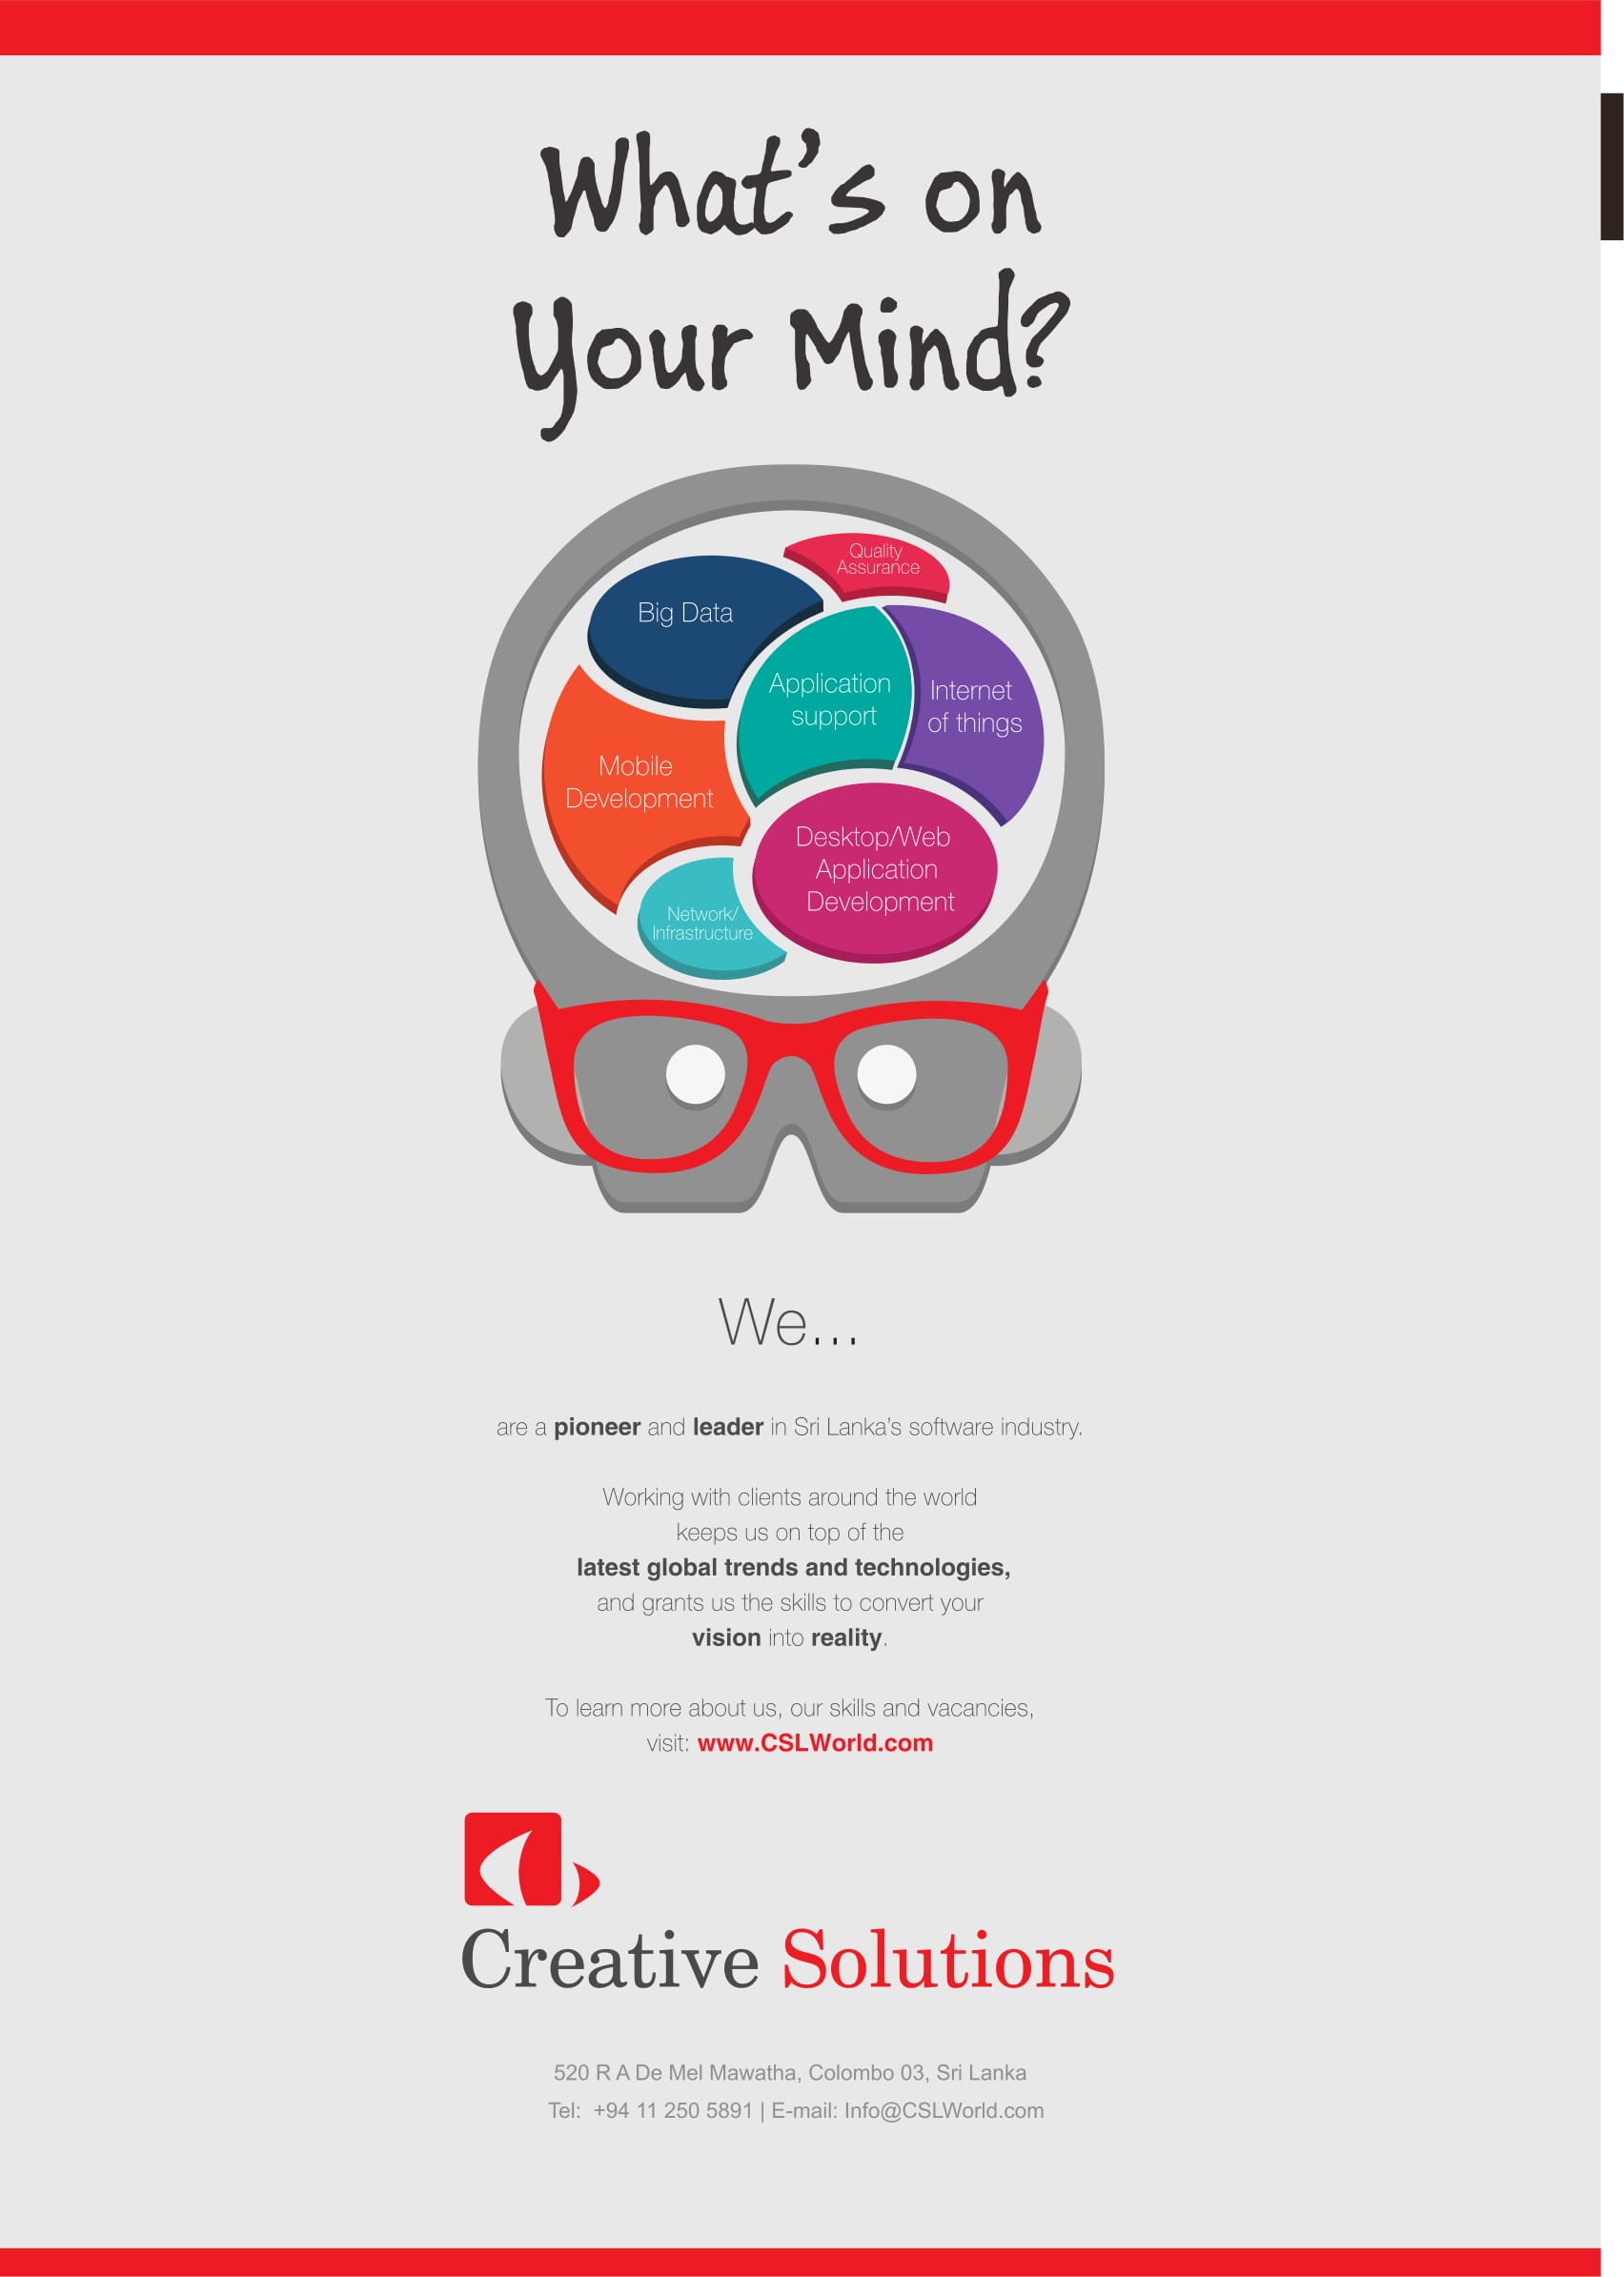 What's on
Your Mind?
Quality
Assurance
Big Data
Application
support
Internet
of things
Mobile
Development
Desktop/Web
Application
Development
Network/
Infrastructure
We...
are a pioneer and leader in Sri Lanka's software industry.
Working with clients around the world
keeps us on top of the
latest global trends and technologies,
and grants us the skills to convert your
vision into reality.
To learn more about us, our skills and vacancies,
visit: www.CSLWorld.com
Creative Solutions
520 R A De Mel Mawatha, Colombo 03, Sri Lanka
Tel: +94 11 250 5891 | E-mail: Info@CSLWorld.com